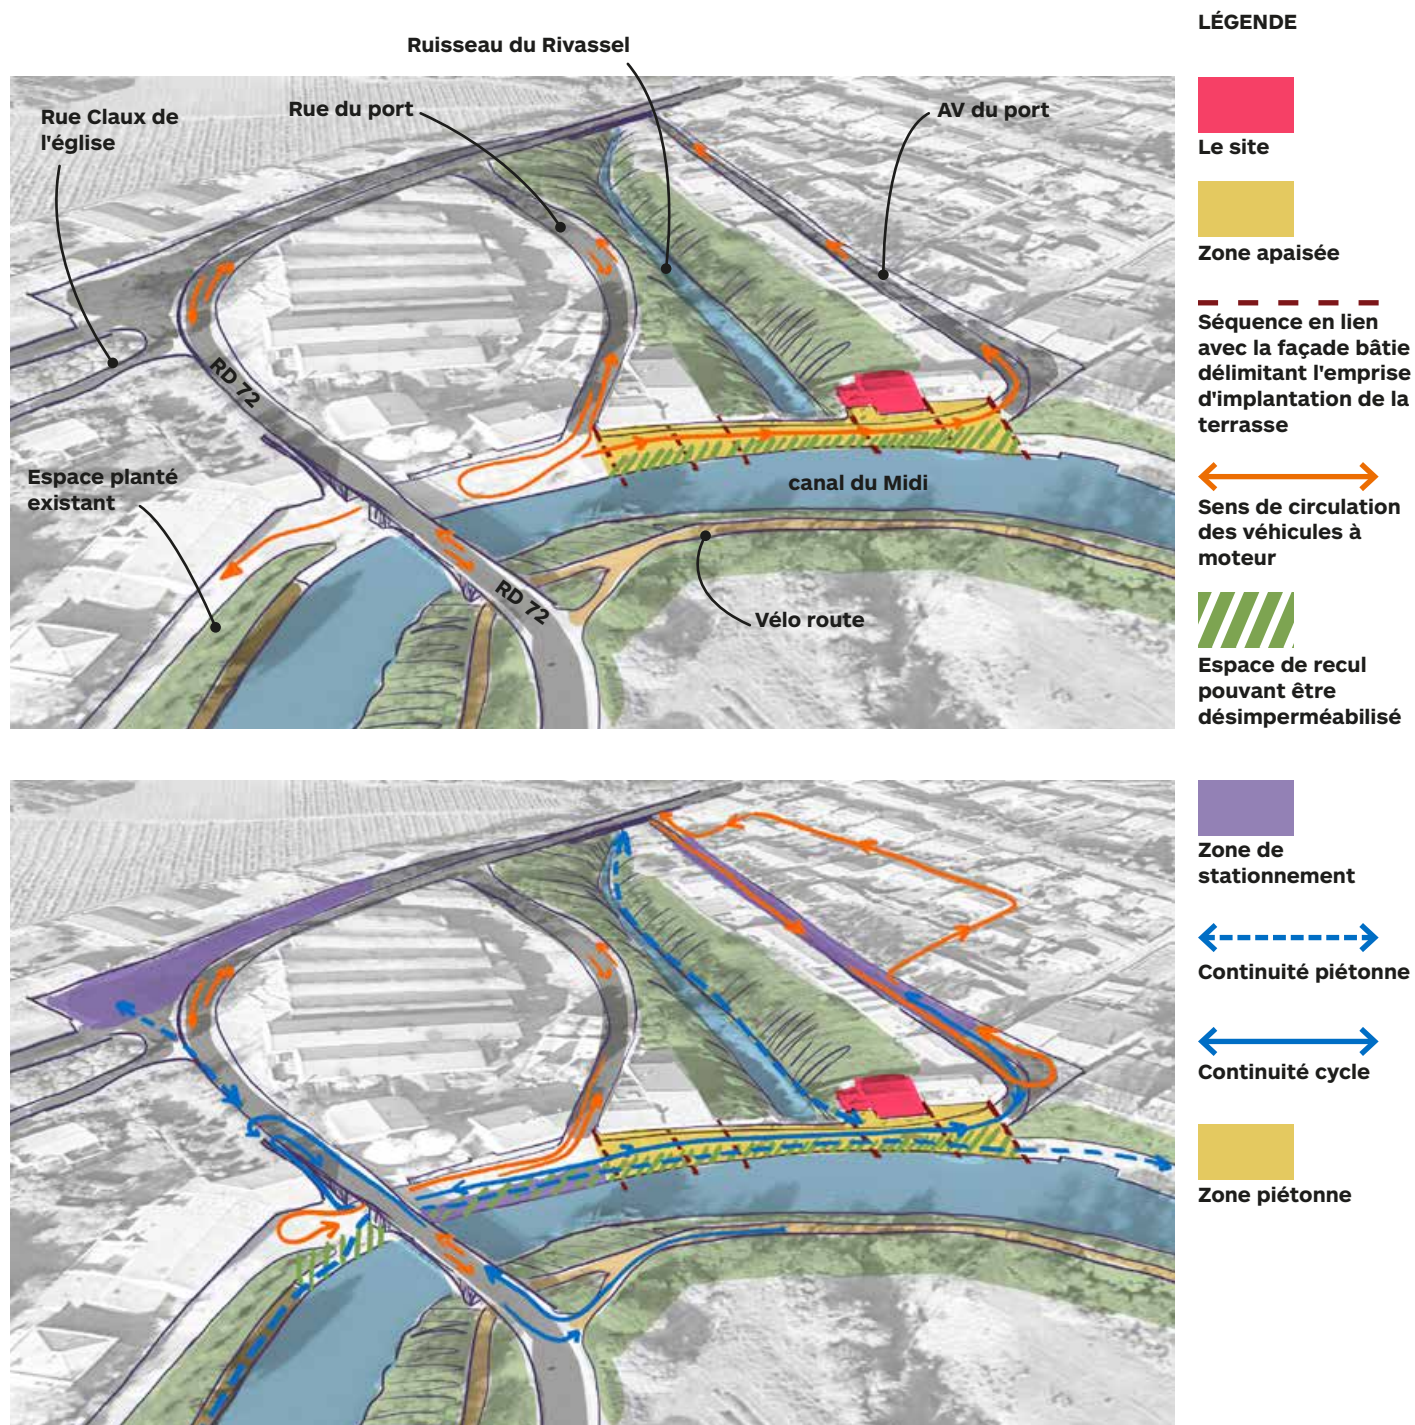 LÉGENDE
Ruisseau du Rivassel
Rue Claux de
l'église
Rue du port
AV du port
RD 72
Espace planté
existant
canal du Midi
RD 72
Vélo route
Le site
Zone apaisée
Séquence en lien
avec la façade bâtie
délimitant l'emprise
d'implantation de la
terrasse
Sens de circulation
des véhicules à
moteur
Espace de recul
pouvant être
désimperméabilisé
Zone de
stationnement
Continuité piétonne
Continuité cycle
Zone piétonne